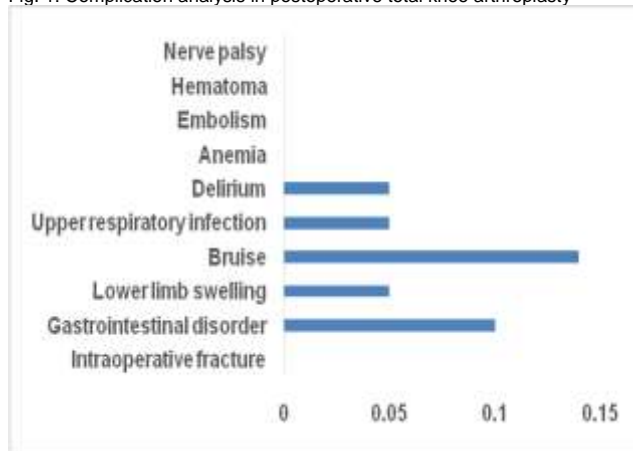 Fig. 1. Complication analysis in postoperative total knee arthroplasty
Nerve palsy
Hematoma
Embolism
Anemia
Delirium
Upper respiratory infection
Bruise
Lower limb swelling
Gastrointestinal disorder
Intraoperative fracture
0 0.05 0.1 0.15